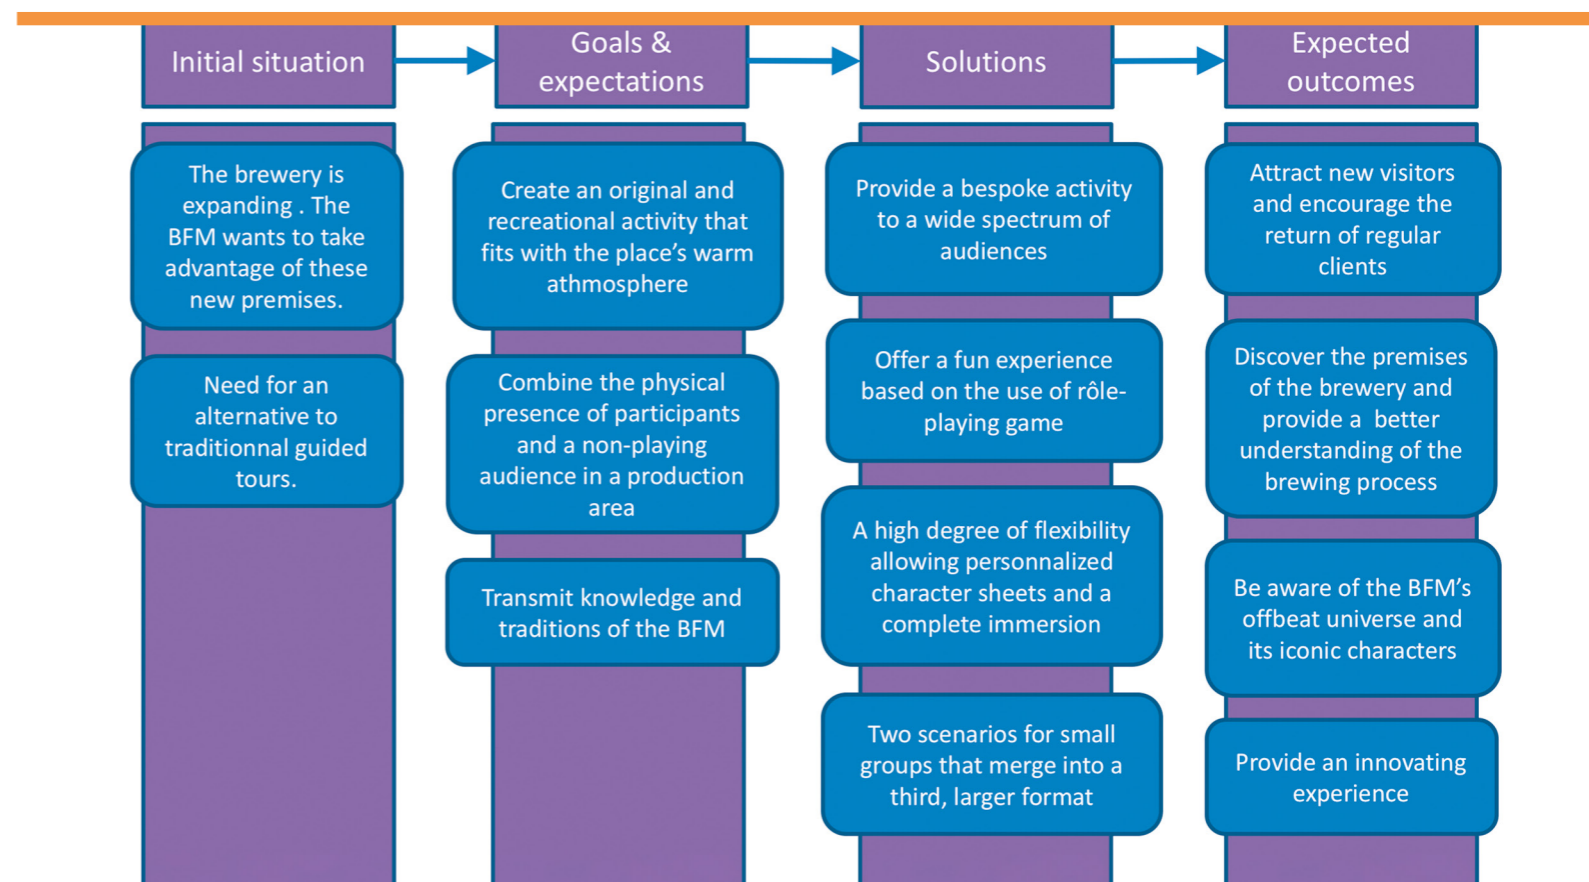 Initial situation
Goals &
expectations
Solutions
Expected
outcomes
The brewery is
expanding . The
BFM wants to take
advantage of these
new premises.
Need for an
alternative to
traditionnal guided
tours.
Create an original and
recreational activity that
fits with the place’s warm
athmosphere
Combine the physical
presence of participants
and a non-playing
audience in a production
area
Transmit knowledge and
traditions of the BFM
Provide a bespoke activity
to a wide spectrum of
audiences
Offer a fun experience
based on the use of rôle-
playing game
A high degree of flexibility
allowing personnalized
character sheets and a
complete immersion
Two scenarios for small
groups that merge into a
third, larger format
Attract new visitors
and encourage the
return of regular
clients
Discover the premises
of the brewery and
provide a  better
understanding of the
brewing process
Be aware of the BFM’s
offbeat universe and
its iconic characters
Provide an innovating
experience